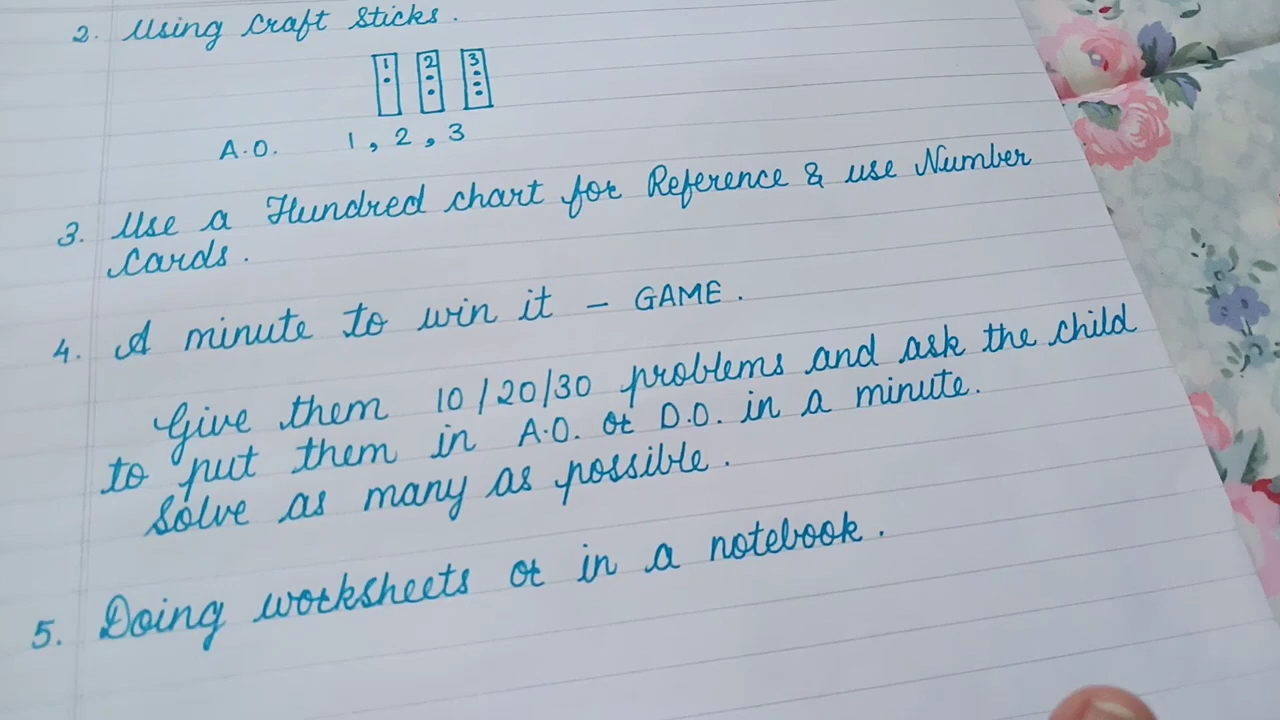 2. Using Craft Sticks.
1 2 3
A.O. 1, 2, 3
3. Use a Hundred chart for Reference & use Number
Cards.
4. A minute to win it - GAME.
Give them 10/20/30 problems and ask the child
to put them in A.O. or D.O. in a minute.
Solve as many as possible.
5. Doing worksheets or in a notebook.